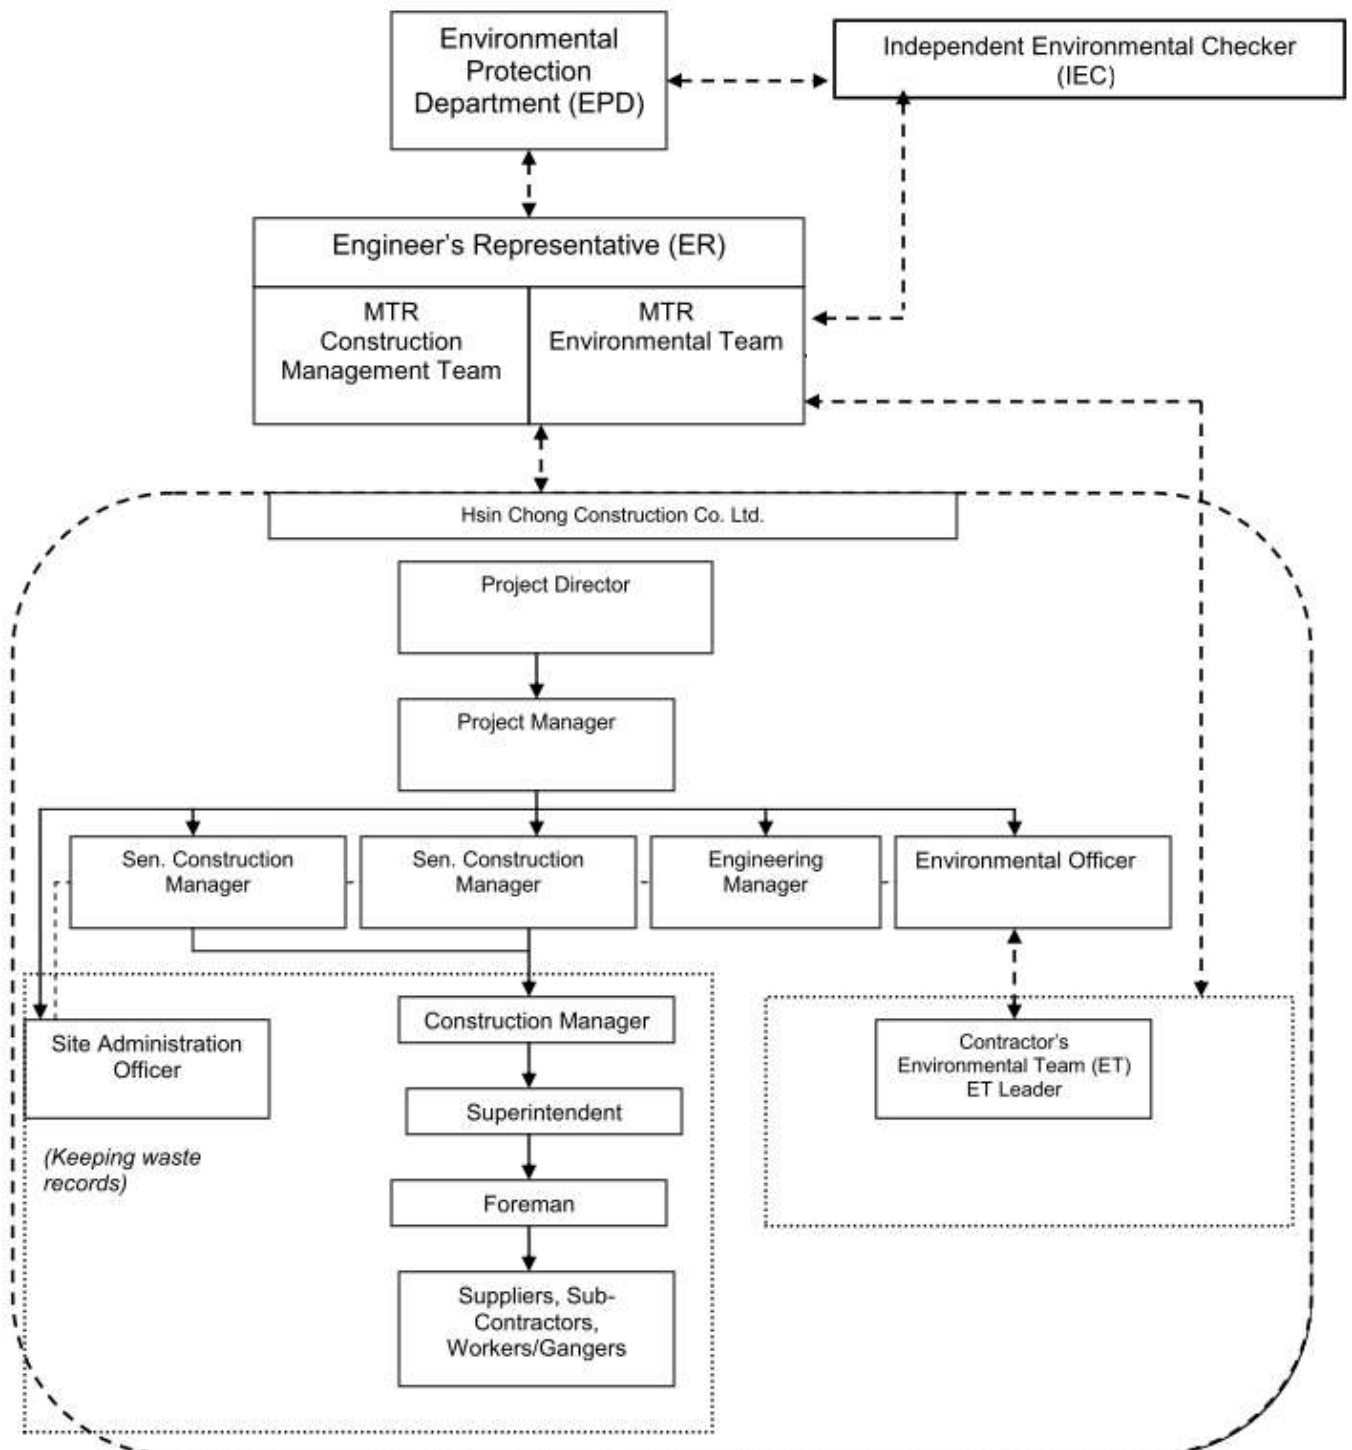 Environmental
Protection
Department (EPD)
Independent Environmental Checker
(IEC)
Engineer’s Representative (ER)
MTR
Construction
Management Team
MTR
Environmental Team
Hsin Chong Construction Co. Ltd.
Project Director
Project Manager
Sen. Construction
Manager
Sen. Construction
Manager
Engineering
Manager
Environmental Officer
Site Administration
Officer
(Keeping waste
records)
Construction Manager
Superintendent
Foreman
Suppliers, Sub-
Contractors,
Workers/Gangers
Contractor’s
Environmental Team (ET)
ET Leader